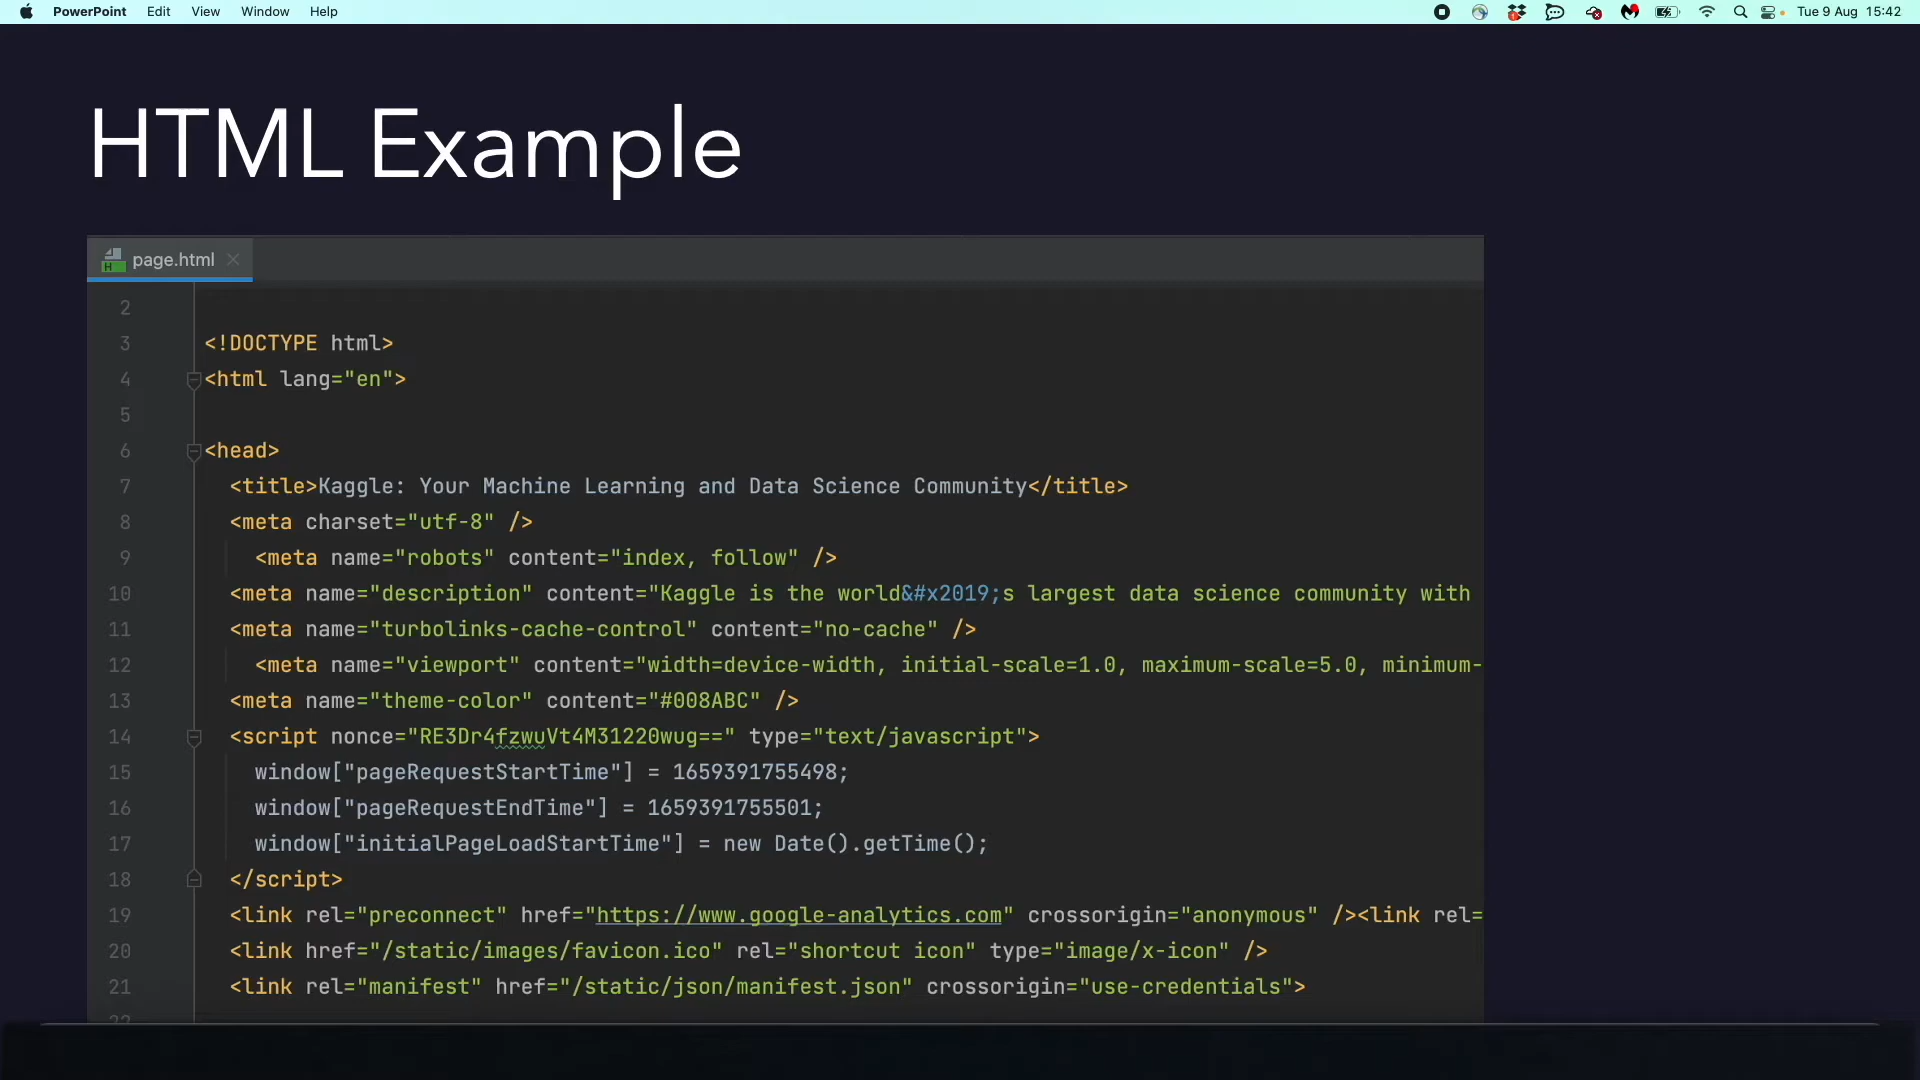 PowerPoint Edit View Window Help Tue 9 Aug 15:42
HTML Example
page.html
2
3 <!DOCTYPE html>
4 <html lang="en">
5
6 <head>
7 <title>Kaggle: Your Machine Learning and Data Science Community</title>
8 <meta charset="utf-8" />
9 <meta name="robots" content="index, follow" />
10 <meta name="description" content="Kaggle is the world&#x2019;s largest data science community with
11 <meta name="turbolinks-cache-control" content="no-cache" />
12 <meta name="viewport" content="width=device-width, initial-scale=1.0, maximum-scale=5.0, minimum-
13 <meta name="theme-color" content="#008ABC" />
14 <script nonce="RE3Dr4fzwuVt4M31220wug==" type="text/javascript">
15 window["pageRequestStartTime"] = 1659391755498;
16 window["pageRequestEndTime"] = 1659391755501;
17 window["initialPageLoadStartTime"] = new Date().getTime();
18 </script>
19 <link rel="preconnect" href="https://www.google-analytics.com" crossorigin="anonymous" /><link rel=
20 <link href="/static/images/favicon.ico" rel="shortcut icon" type="image/x-icon" />
21 <link rel="manifest" href="/static/json/manifest.json" crossorigin="use-credentials">
22